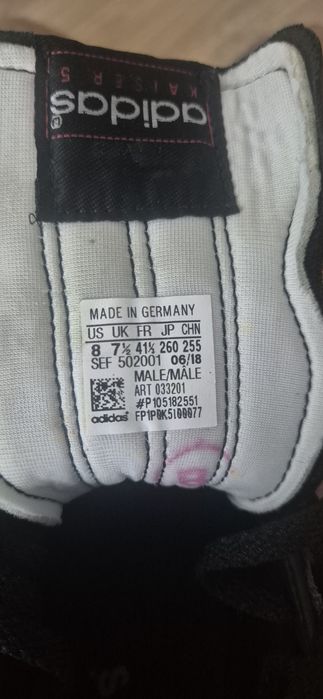 adidas
KAISER 5
MADE IN GERMANY
US UK FR JP CHN
8 7½ 41⅓ 260 255
SEF 502001 06/18
MALE/MÂLE
ART 033201
#P105182551
adidas FP1P0K5100077